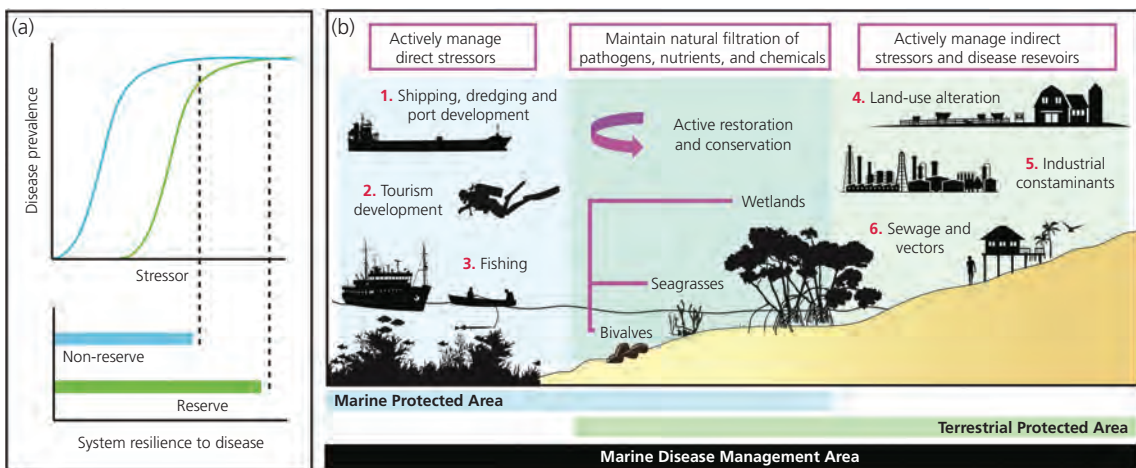 (a)
Disease prevalence
Stressor
Non-reserve
Reserve
System resilience to disease
(b)
Actively manage
direct stressors
Maintain natural filtration of
pathogens, nutrients, and chemicals
Actively manage indirect
stressors and disease resevoirs
1. Shipping, dredging and
port development
2. Tourism
development
3. Fishing
Active restoration
and conservation
Wetlands
Seagrasses
Bivalves
4. Land-use alteration
5. Industrial
constaminants
6. Sewage and
vectors
Marine Protected Area
Terrestrial Protected Area
Marine Disease Management Area